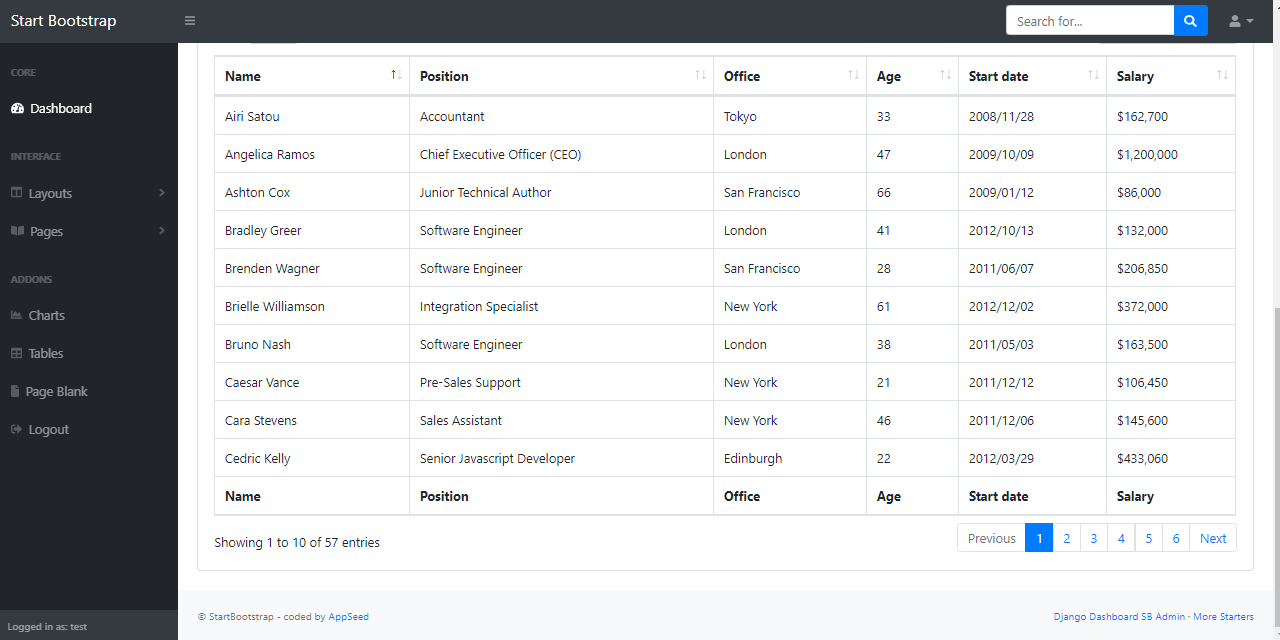 Start Bootstrap
Search for...
CORE
Dashboard
INTERFACE
Layouts
Pages
ADDONS
Charts
Tables
Page Blank
Logout
Logged in as: test
Name Position Office Age Start date Salary
Airi Satou Accountant Tokyo 33 2008/11/28 $162,700
Angelica Ramos Chief Executive Officer (CEO) London 47 2009/10/09 $1,200,000
Ashton Cox Junior Technical Author San Francisco 66 2009/01/12 $86,000
Bradley Greer Software Engineer London 41 2012/10/13 $132,000
Brenden Wagner Software Engineer San Francisco 28 2011/06/07 $206,850
Brielle Williamson Integration Specialist New York 61 2012/12/02 $372,000
Bruno Nash Software Engineer London 38 2011/05/03 $163,500
Caesar Vance Pre-Sales Support New York 21 2011/12/12 $106,450
Cara Stevens Sales Assistant New York 46 2011/12/06 $145,600
Cedric Kelly Senior Javascript Developer Edinburgh 22 2012/03/29 $433,060
Name Position Office Age Start date Salary
Showing 1 to 10 of 57 entries
Previous 1 2 3 4 5 6 Next
© StartBootstrap - coded by AppSeed
Django Dashboard SB Admin · More Starters